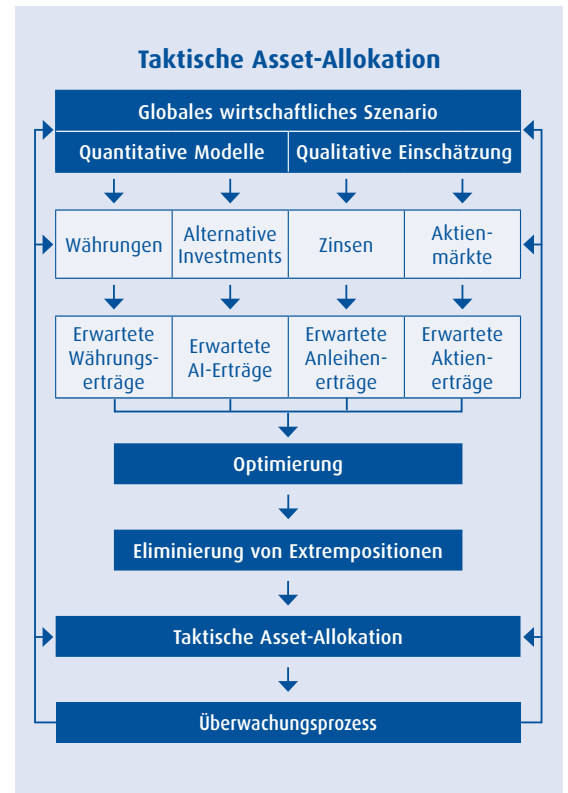 Taktische Asset-Allokation
Globales wirtschaftliches Szenario
Quantitative Modelle
Qualitative Einschätzung
Währungen
Alternative
Investments
Zinsen
Aktien-
märkte
Erwartete
Währungs-
erträge
Erwartete
AI-Erträge
Erwartete
Anleihen-
erträge
Erwartete
Aktien-
erträge
Optimierung
Eliminierung von Extrempositionen
Taktische Asset-Allokation
Überwachungsprozess